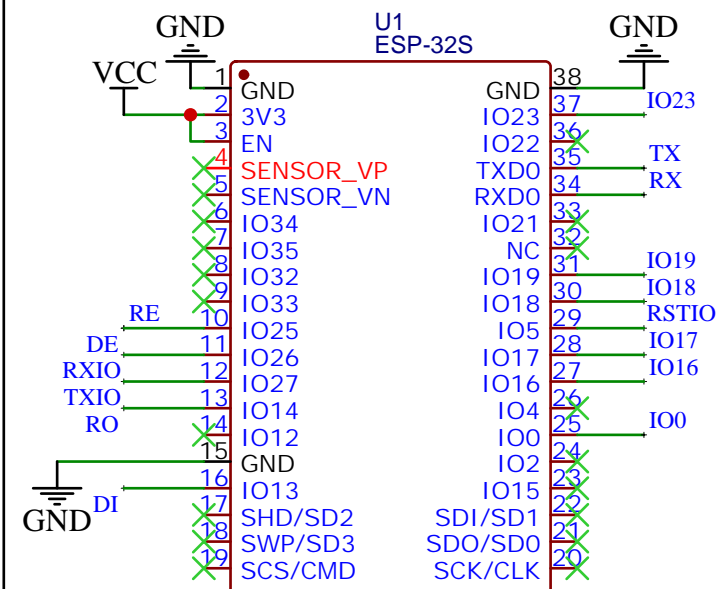 U1
ESP-32S
GND
GND
VCC
1 GND
GND 38
2 3V3
IO23 37 IO23
3 EN
IO22 36
4 SENSOR_VP
TXD0 35 TX
5 SENSOR_VN
RXD0 34 RX
6 IO34
IO21 33
7 IO35
NC 32
8 IO32
IO19 31 IO19
9 IO33
IO18 30 IO18
RE 10 IO25
IO5 29 RSTIO
DE 11 IO26
IO17 28 IO17
RXIO 12 IO27
IO16 27 IO16
TXIO 13 IO14
IO4 26
RO 14 IO12
IO0 25 IO0
15 GND
IO2 24
GND
DI 16 IO13
IO15 23
17 SHD/SD2
SDI/SD1 22
18 SWP/SD3
SDO/SD0 21
19 SCS/CMD
SCK/CLK 20